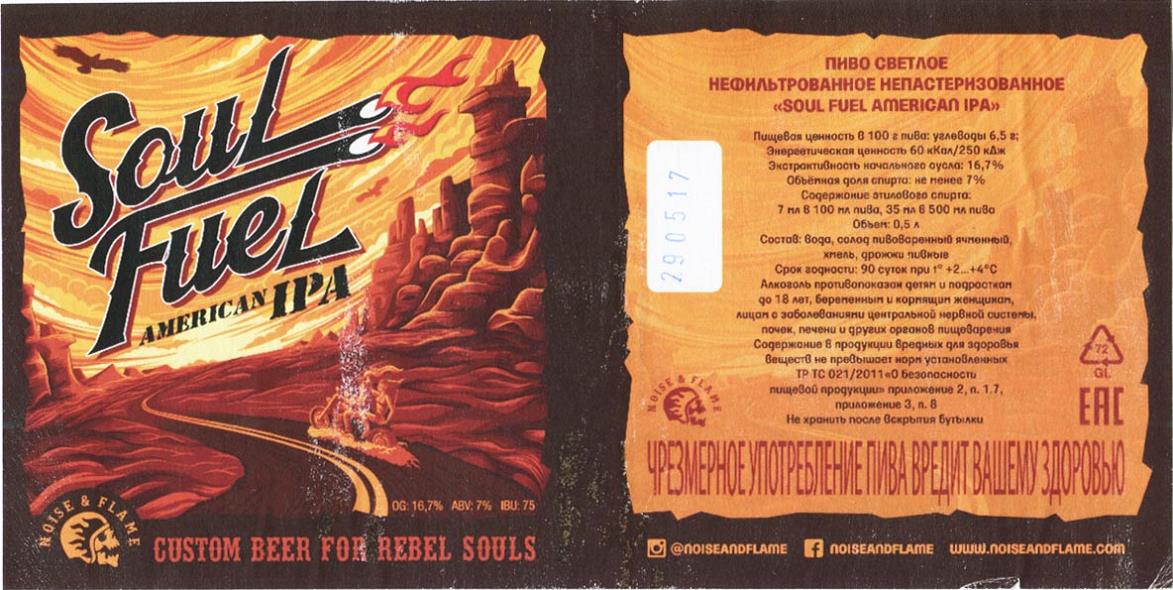 Soul
Fuel
AMERICAN IPA
OG: 16,7% ABV: 7% IBU: 75
NOISE & FLAME
CUSTOM BEER FOR REBEL SOULS
ПИВО СВЕТЛОЕ
НЕФИЛЬТРОВАННОЕ НЕПАСТЕРИЗОВАННОЕ
«SOUL FUEL AMERICAN IPA»
Пищевая ценность в 100 г пива: углеводы 6,5 г;
Энергетическая ценность 60 кКал/250 кДж
Экстрактивность начального сусла: 16,7%
Объёмная доля спирта: не менее 7%
Содержание этилового спирта:
7 мл в 100 мл пива, 35 мл в 500 мл пива
Объем: 0,5 л
Состав: вода, солод пивоваренный ячменный,
хмель, дрожжи пивные
Срок годности: 90 суток при t° +2...+4°C
Алкоголь противопоказан детям и подросткам
до 18 лет, беременным и кормящим женщинам,
лицам с заболеваниями центральной нервной системы,
почек, печени и других органов пищеварения
Содержание в продукции вредных для здоровья
веществ не превышает норм установленных
ТР ТС 021/2011«О безопасности
пищевой продукции» приложение 2, п. 1.7,
приложение 3, п. 8
Не хранить после вскрытия бутылки
290517
72
GL
EAC
NOISE & FLAME
ЧРЕЗМЕРНОЕ УПОТРЕБЛЕНИЕ ПИВА ВРЕДИТ ВАШЕМУ ЗДОРОВЬЮ
@NOISEANDFLAME NOISEANDFLAME WWW.NOISEANDFLAME.COM